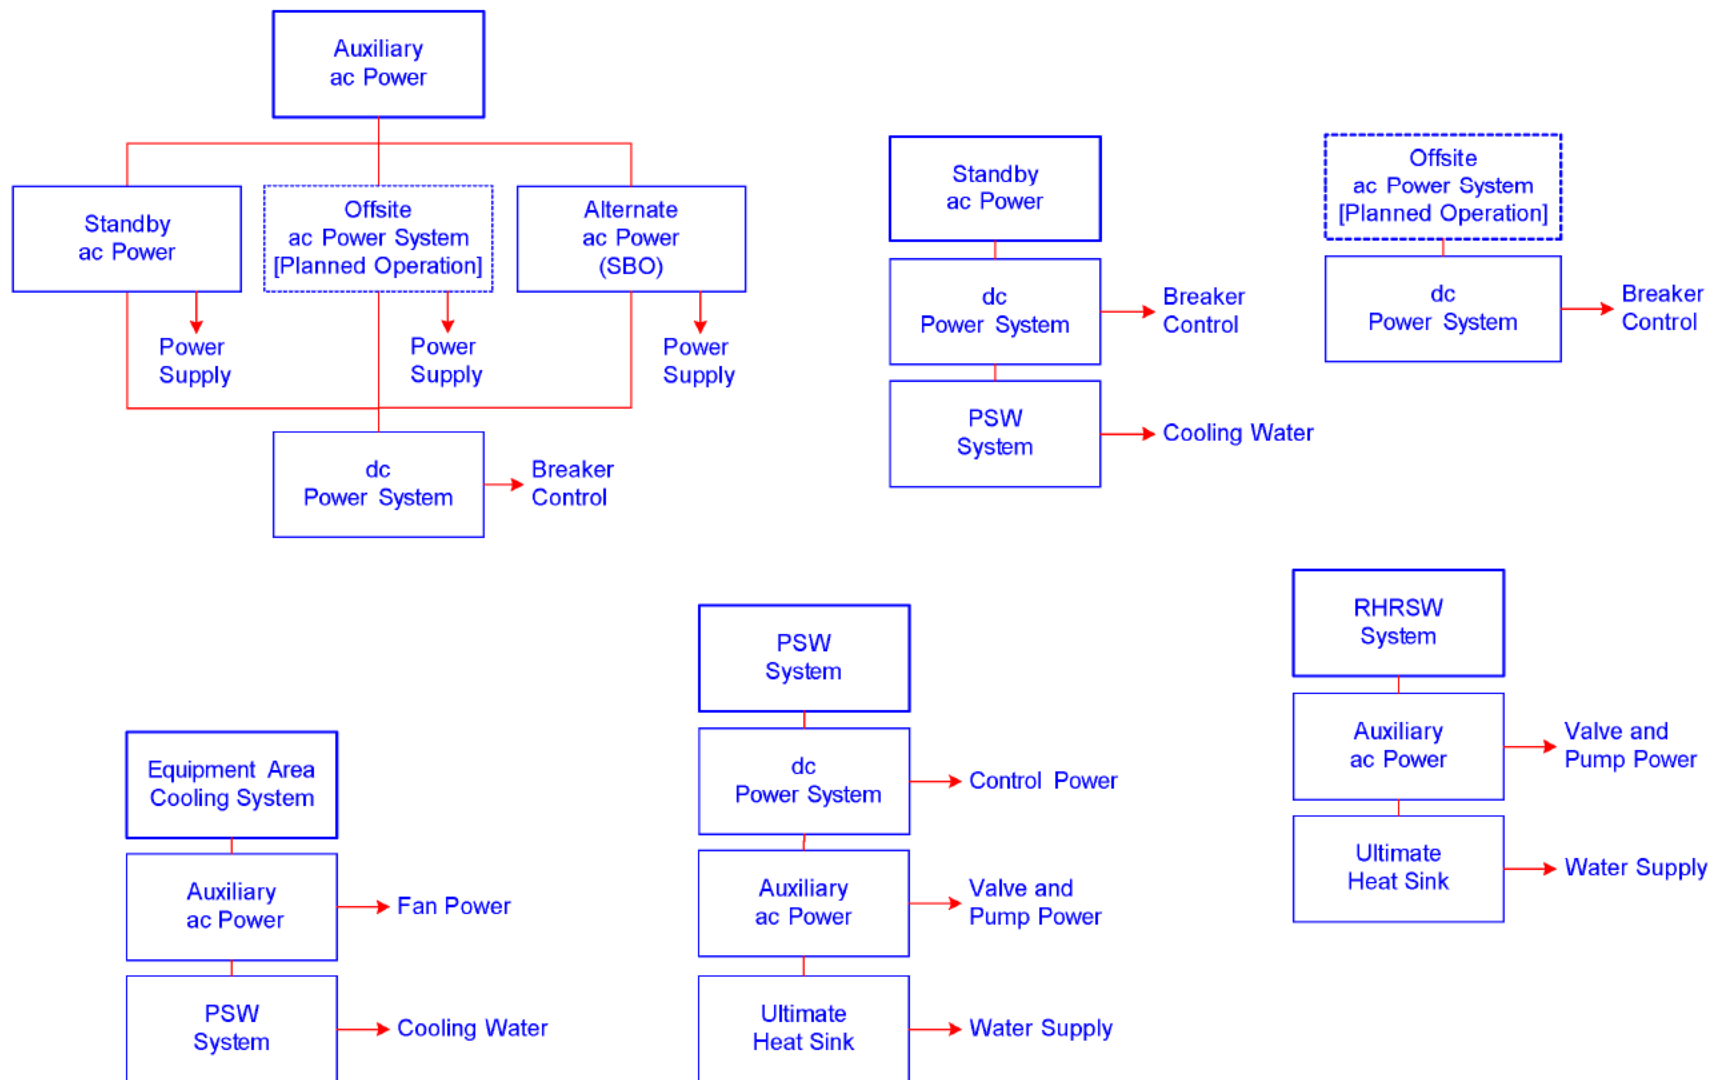 Auxiliary
ac Power
Standby
ac Power
Offsite
ac Power System
[Planned Operation]
Alternate
ac Power
(SBO)
Power
Supply
Power
Supply
Power
Supply
dc
Power System
Breaker
Control
Standby
ac Power
dc
Power System
Breaker
Control
PSW
System
Cooling Water
Offsite
ac Power System
[Planned Operation]
dc
Power System
Breaker
Control
Equipment Area
Cooling System
Auxiliary
ac Power
Fan Power
PSW
System
Cooling Water
PSW
System
dc
Power System
Control Power
Auxiliary
ac Power
Valve and
Pump Power
Ultimate
Heat Sink
Water Supply
RHRSW
System
Auxiliary
ac Power
Valve and
Pump Power
Ultimate
Heat Sink
Water Supply